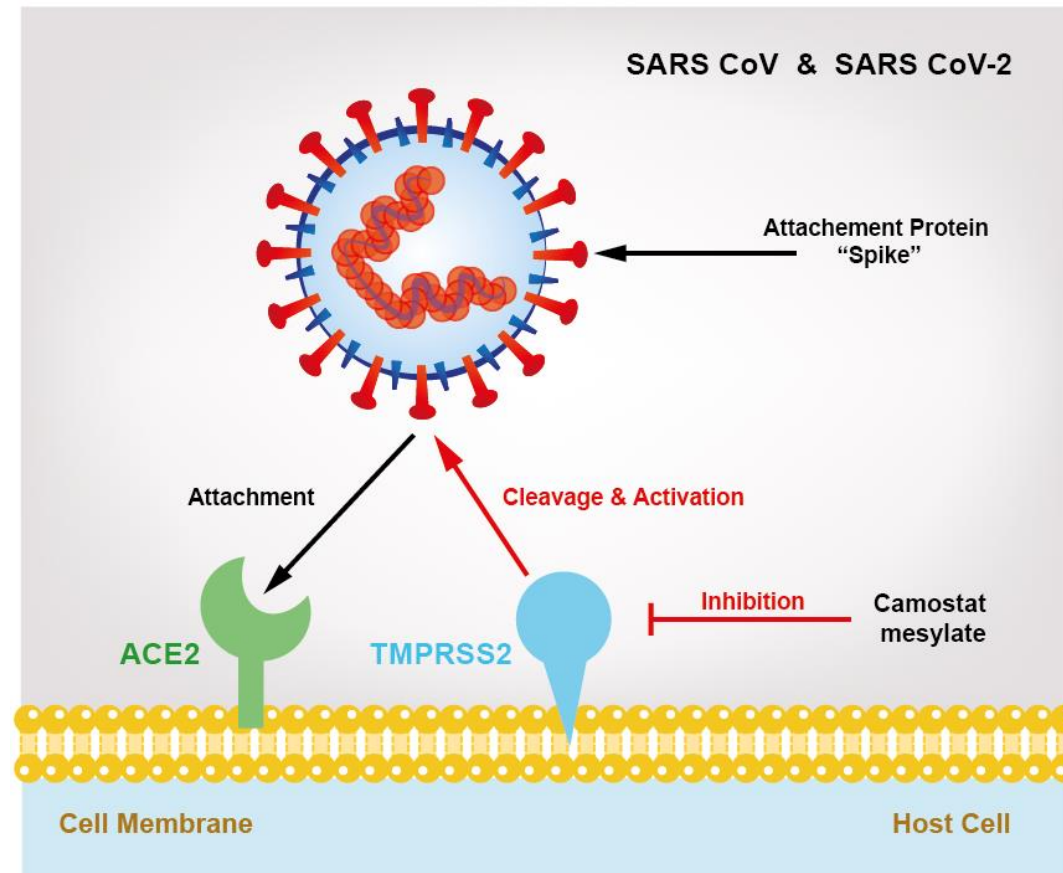 SARS CoV & SARS CoV-2
Attachement Protein
“Spike”
Attachment
Cleavage & Activation
Inhibition
Camostat
mesylate
ACE2
TMPRSS2
Cell Membrane
Host Cell